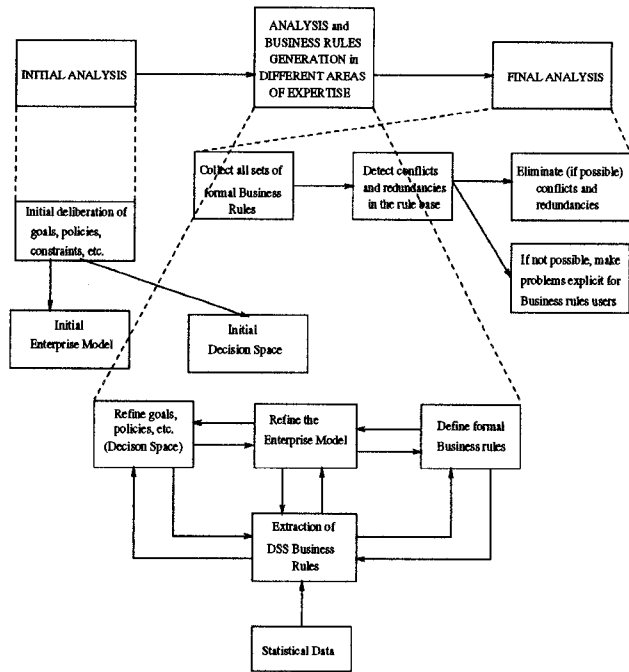 INITIAL ANALYSIS
ANALYSIS and
BUSINESS RULES
GENERATION in
DIFFERENT AREAS
OF EXPERTISE
FINAL ANALYSIS
Collect all sets of
formal Business
Rules
Detect conflicts
and redundancies
in the rule base
Eliminate (if possible)
conflicts and
redundancies
If not possible, make
problems explicit for
Business rules users
Initial deliberation of
goals, policies,
constraints, etc.
Initial
Enterprise Model
Initial
Decision Space
Refine goals,
policies, etc.
(Decison Space)
Refine the
Enterprise Model
Define formal
Business rules
Extraction of
DSS Business
Rules
Statistical Data